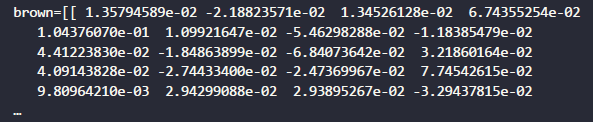 brown=[[ 1.35794589e-02 -2.18823571e-02  1.34526128e-02  6.74355254e-02
1.04376070e-01  1.09921647e-02 -5.46298288e-02 -1.18385479e-02
4.41223830e-02 -1.84863899e-02 -6.84073642e-02  3.21860164e-02
4.09143828e-02 -2.74433400e-02 -2.47369967e-02  7.74542615e-02
9.80964210e-03  2.94299088e-02  2.93895267e-02 -3.29437815e-02
…